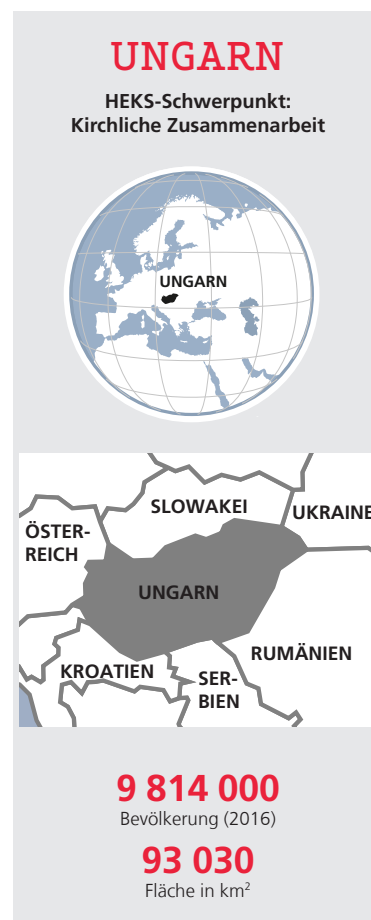 UNGARN
HEKS-Schwerpunkt:
Kirchliche Zusammenarbeit
UNGARN
SLOWAKEI
UKRAINE
ÖSTER-
REICH
UNGARN
RUMÄNIEN
KROATIEN
SER-
BIEN
9 814 000
Bevölkerung (2016)
93 030
Fläche in km²